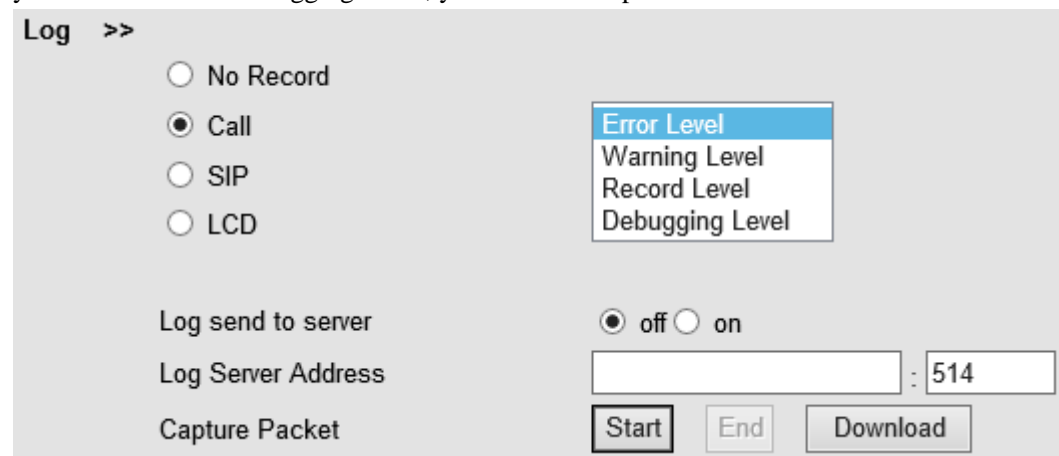 Log >>
No Record
Call
SIP
LCD
Error Level
Warning Level
Record Level
Debugging Level
Log send to server off on
Log Server Address : 514
Capture Packet Start End Download